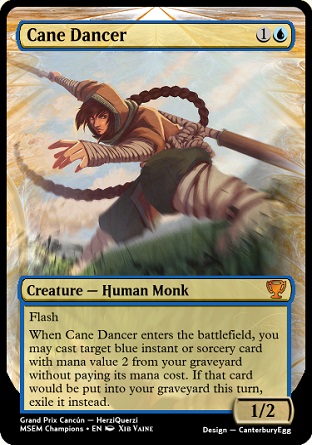 Cane Dancer 1
Creature — Human Monk
Flash
When Cane Dancer enters the battlefield, you
may cast target blue instant or sorcery card
with mana value 2 from your graveyard
without paying its mana cost. If that card
would be put into your graveyard this turn,
exile it instead.
1/2
Grand Prix Cancún — HerziQuerzi
MSEM Champions • EN Xib Vaine
Design — CanterburyEgg